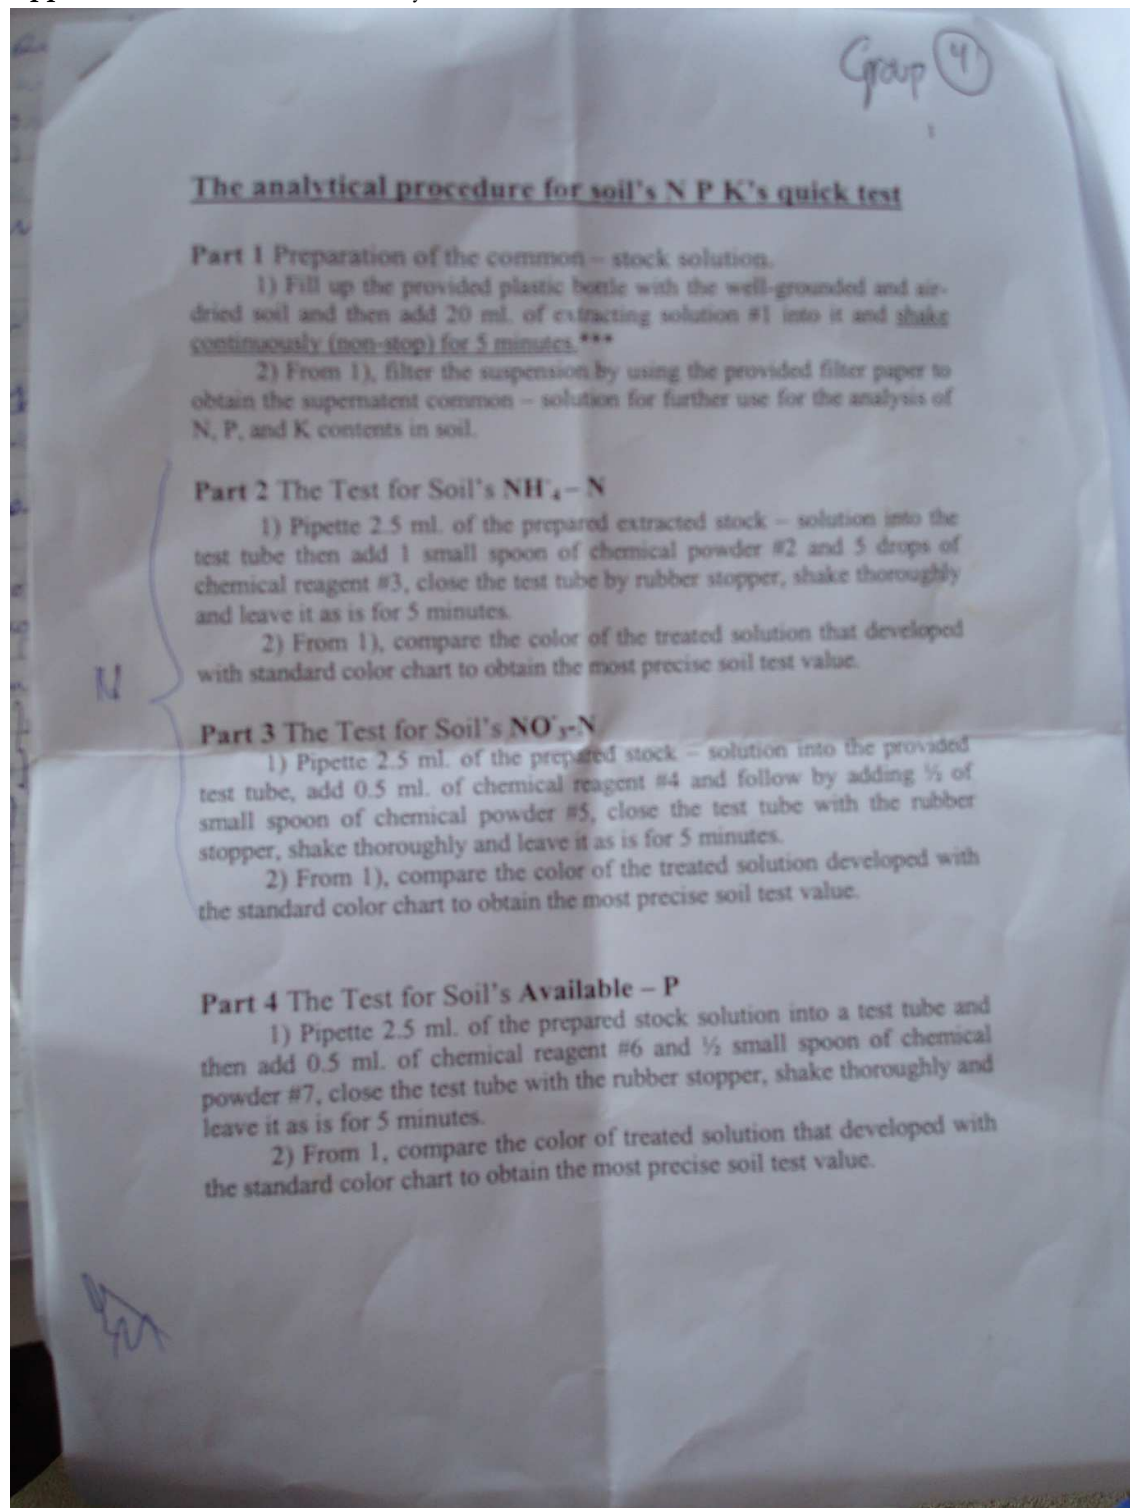 Group 4
1
The analytical procedure for soil's N P K's quick test
Part 1 Preparation of the common – stock solution.
1) Fill up the provided plastic bottle with the well-grounded and air-
dried soil and then add 20 ml. of extracting solution #1 into it and shake
continuously (non-stop) for 5 minutes.***
2) From 1), filter the suspension by using the provided filter paper to
obtain the supernatent common – solution for further use for the analysis of
N, P, and K contents in soil.
Part 2 The Test for Soil's NH⁺₄ – N
1) Pipette 2.5 ml. of the prepared extracted stock – solution into the
test tube then add 1 small spoon of chemical powder #2 and 5 drops of
chemical reagent #3, close the test tube by rubber stopper, shake thoroughly
and leave it as is for 5 minutes.
2) From 1), compare the color of the treated solution that developed
with standard color chart to obtain the most precise soil test value.
N
Part 3 The Test for Soil's NO⁻₃-N
1) Pipette 2.5 ml. of the prepared stock – solution into the provided
test tube, add 0.5 ml. of chemical reagent #4 and follow by adding ½ of
small spoon of chemical powder #5, close the test tube with the rubber
stopper, shake thoroughly and leave it as is for 5 minutes.
2) From 1), compare the color of the treated solution developed with
the standard color chart to obtain the most precise soil test value.
Part 4 The Test for Soil's Available – P
1) Pipette 2.5 ml. of the prepared stock solution into a test tube and
then add 0.5 ml. of chemical reagent #6 and ½ small spoon of chemical
powder #7, close the test tube with the rubber stopper, shake thoroughly and
leave it as is for 5 minutes.
2) From 1, compare the color of treated solution that developed with
the standard color chart to obtain the most precise soil test value.